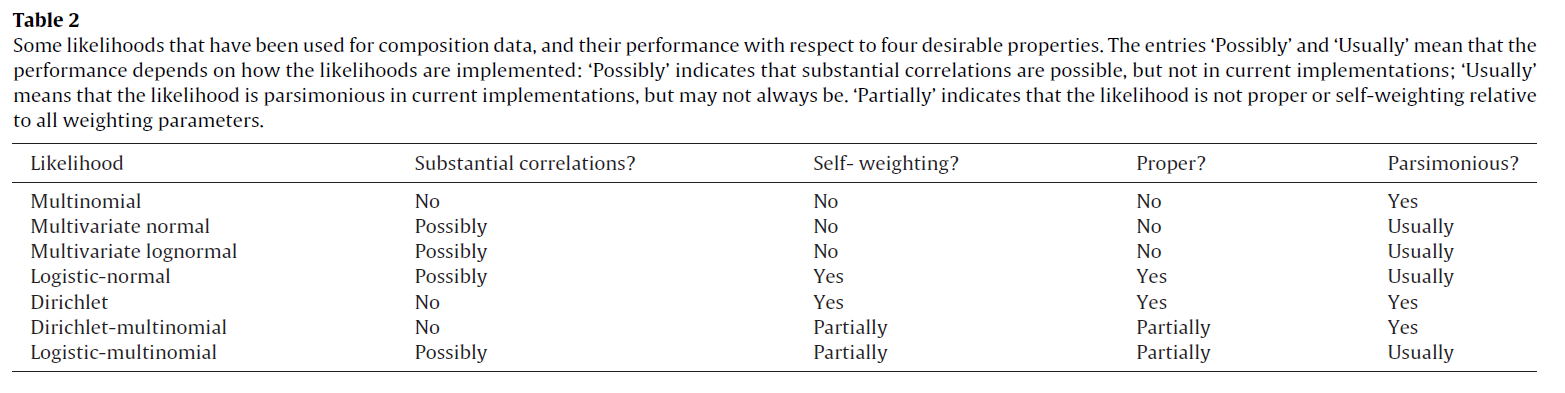 Table 2
Some likelihoods that have been used for composition data, and their performance with respect to four desirable properties. The entries ‘Possibly’ and ‘Usually’ mean that the
performance depends on how the likelihoods are implemented: ‘Possibly’ indicates that substantial correlations are possible, but not in current implementations; ‘Usually’
means that the likelihood is parsimonious in current implementations, but may not always be. ‘Partially’ indicates that the likelihood is not proper or self-weighting relative
to all weighting parameters.
Likelihood Substantial correlations? Self- weighting? Proper? Parsimonious?
Multinomial No No No Yes
Multivariate normal Possibly No No Usually
Multivariate lognormal Possibly No No Usually
Logistic-normal Possibly Yes Yes Usually
Dirichlet No Yes Yes Yes
Dirichlet-multinomial No Partially Partially Yes
Logistic-multinomial Possibly Partially Partially Usually